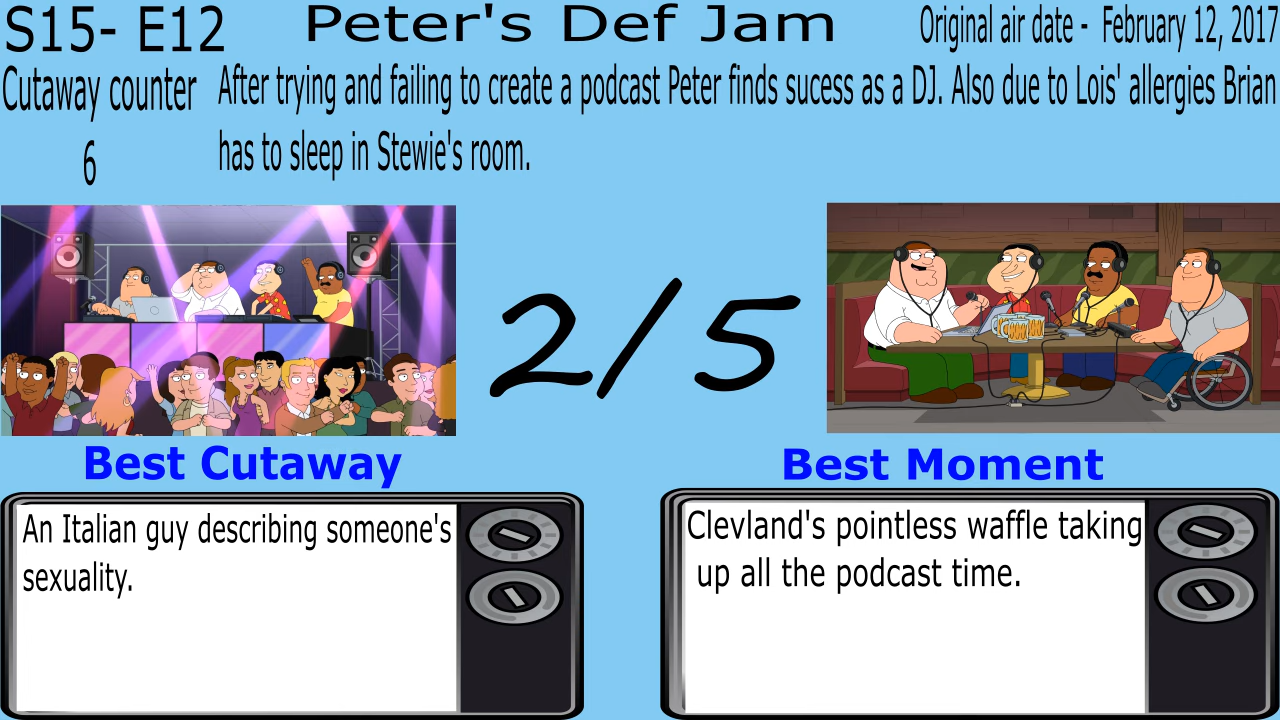 S15- E12
Peter's Def Jam
Original air date - February 12, 2017
Cutaway counter
6
After trying and failing to create a podcast Peter finds sucess as a DJ. Also due to Lois' allergies Brian
has to sleep in Stewie's room.
2/5
Best Cutaway
An Italian guy describing someone's
sexuality.
Best Moment
Clevland's pointless waffle taking
up all the podcast time.